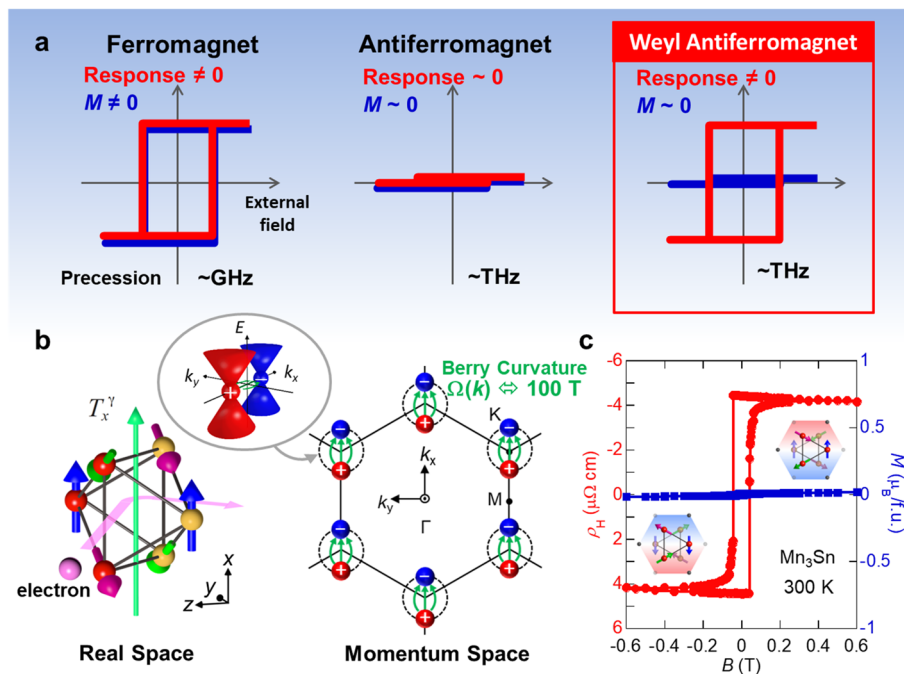 a
Ferromagnet
Response ≠ 0
M ≠ 0
External
field
Precession
~GHz
Antiferromagnet
Response ~ 0
M ~ 0
~THz
Weyl Antiferromagnet
Response ≠ 0
M ~ 0
~THz
b
T_x^γ
electron
x
y
z
Real Space
E
k_y
k_x
+
−
Berry Curvature
Ω(k) ⇔ 100 T
K
k_x
k_y
M
Γ
− − − − − −
+ + + + + +
Momentum Space
c
-6
-4
-2
0
2
4
6
ρ_H (μΩ cm)
1
0.5
0
-0.5
-1
M (μ_B/f.u.)
Mn₃Sn
300 K
-0.6 -0.4 -0.2 0 0.2 0.4 0.6
B (T)